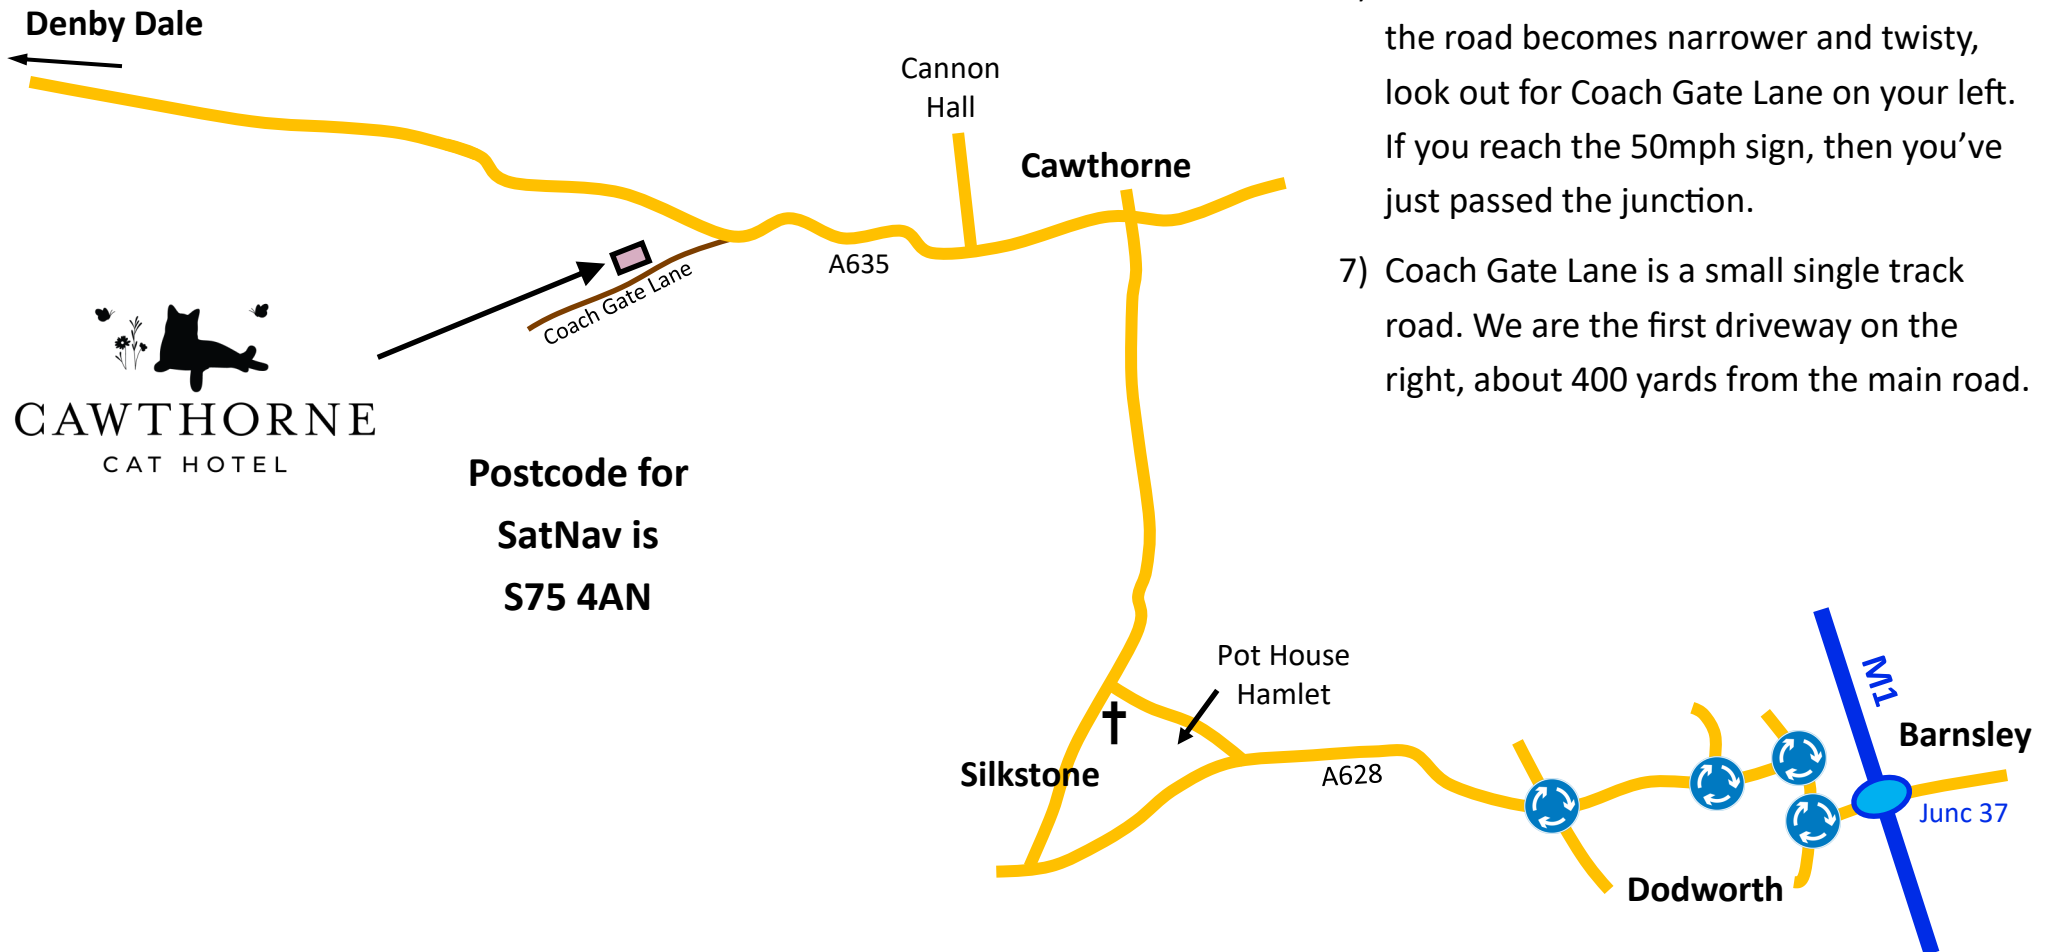 Denby Dale
Cannon
Hall
Cawthorne
A635
Coach Gate Lane
CAWTHORNE
CAT HOTEL
Postcode for
SatNav is
S75 4AN
the road becomes narrower and twisty,
look out for Coach Gate Lane on your left.
If you reach the 50mph sign, then you’ve
just passed the junction.
7) Coach Gate Lane is a small single track
road. We are the first driveway on the
right, about 400 yards from the main road.
Pot House
Hamlet
Silkstone
A628
M1
Barnsley
Junc 37
Dodworth